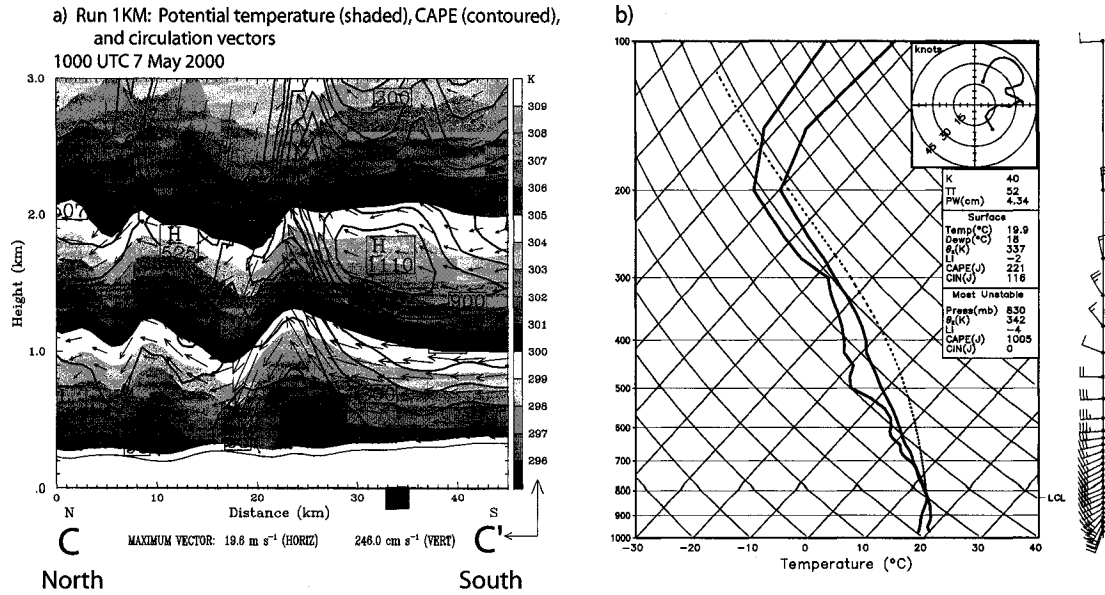 a) Run 1KM: Potential temperature (shaded), CAPE (contoured),
and circulation vectors
1000 UTC 7 May 2000
3.0
2.0
1.0
.0
Height (km)
0
10
20
30
40
N
Distance (km)
S
K
309
308
307
306
305
304
303
302
301
300
299
298
297
296
H
H
1110
900
C
MAXIMUM VECTOR: 19.6 m s⁻¹ (HORIZ) 246.0 cm s⁻¹ (VERT)
C'
North
South
b)
100
200
300
400
500
600
700
800
900
1000
-30
-20
-10
0
10
20
30
40
Temperature (°C)
knots
15
30
45
K 40
TT 52
PW(cm) 4.34
Surface
Temp(°C) 19.9
Dewp(°C) 18
θE(K) 337
LI -2
CAPE(J) 221
CIN(J) 116
Most Unstable
Press(mb) 830
θE(K) 342
LI -4
CAPE(J) 1005
CIN(J) 0
LCL